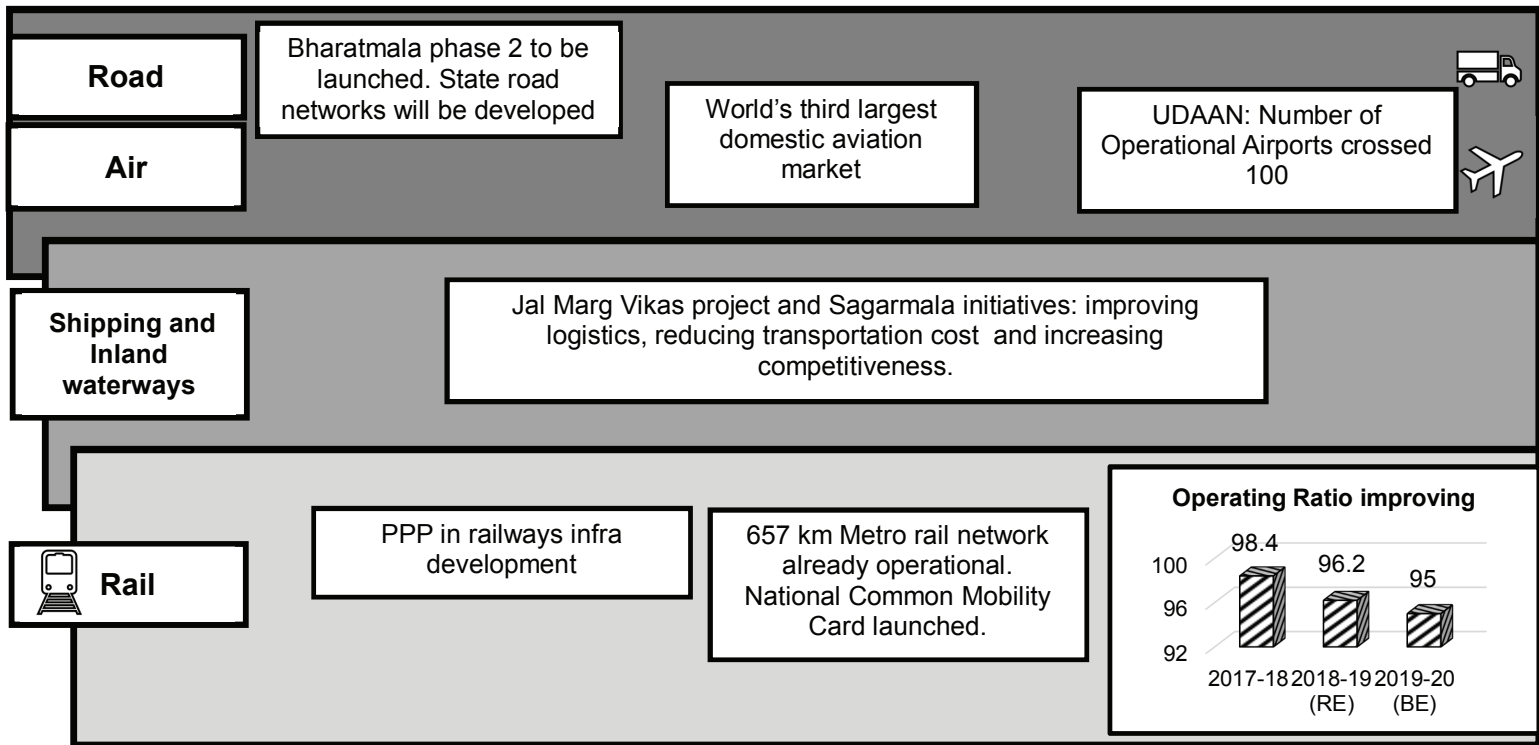 Road
Bharatmala phase 2 to be
launched. State road
networks will be developed
Air
World’s third largest
domestic aviation
market
UDAAN: Number of
Operational Airports crossed
100
Shipping and
Inland
waterways
Jal Marg Vikas project and Sagarmala initiatives: improving
logistics, reducing transportation cost and increasing
competitiveness.
Rail
PPP in railways infra
development
657 km Metro rail network
already operational.
National Common Mobility
Card launched.
Operating Ratio improving
100
96
92
98.4
96.2
95
2017-18 2018-19 2019-20
(RE) (BE)